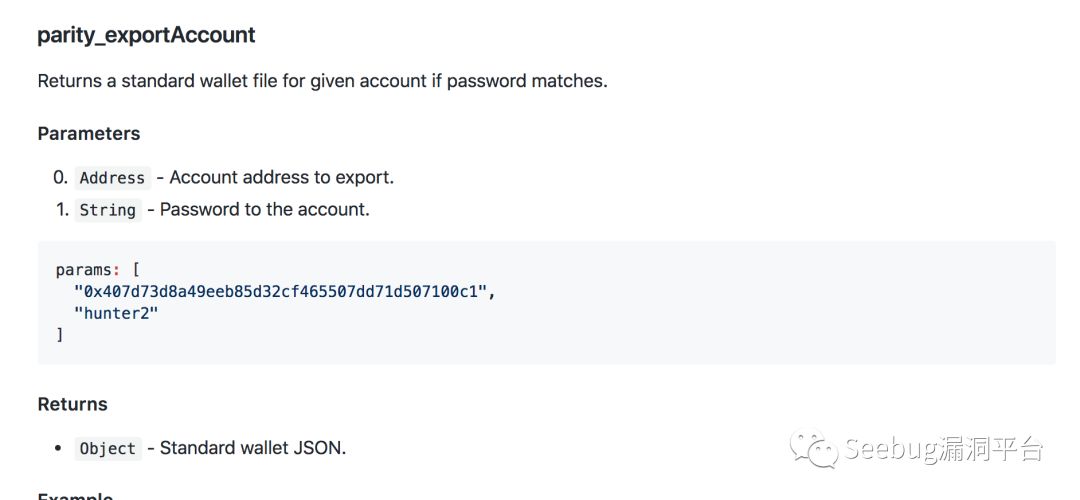 parity_exportAccount
Returns a standard wallet file for given account if password matches.
Parameters
0. Address - Account address to export.
1. String - Password to the account.
params: [
"0x407d73d8a49eeb85d32cf465507dd71d507100c1",
"hunter2"
]
Returns
• Object - Standard wallet JSON.
Seebug漏洞平台
Example